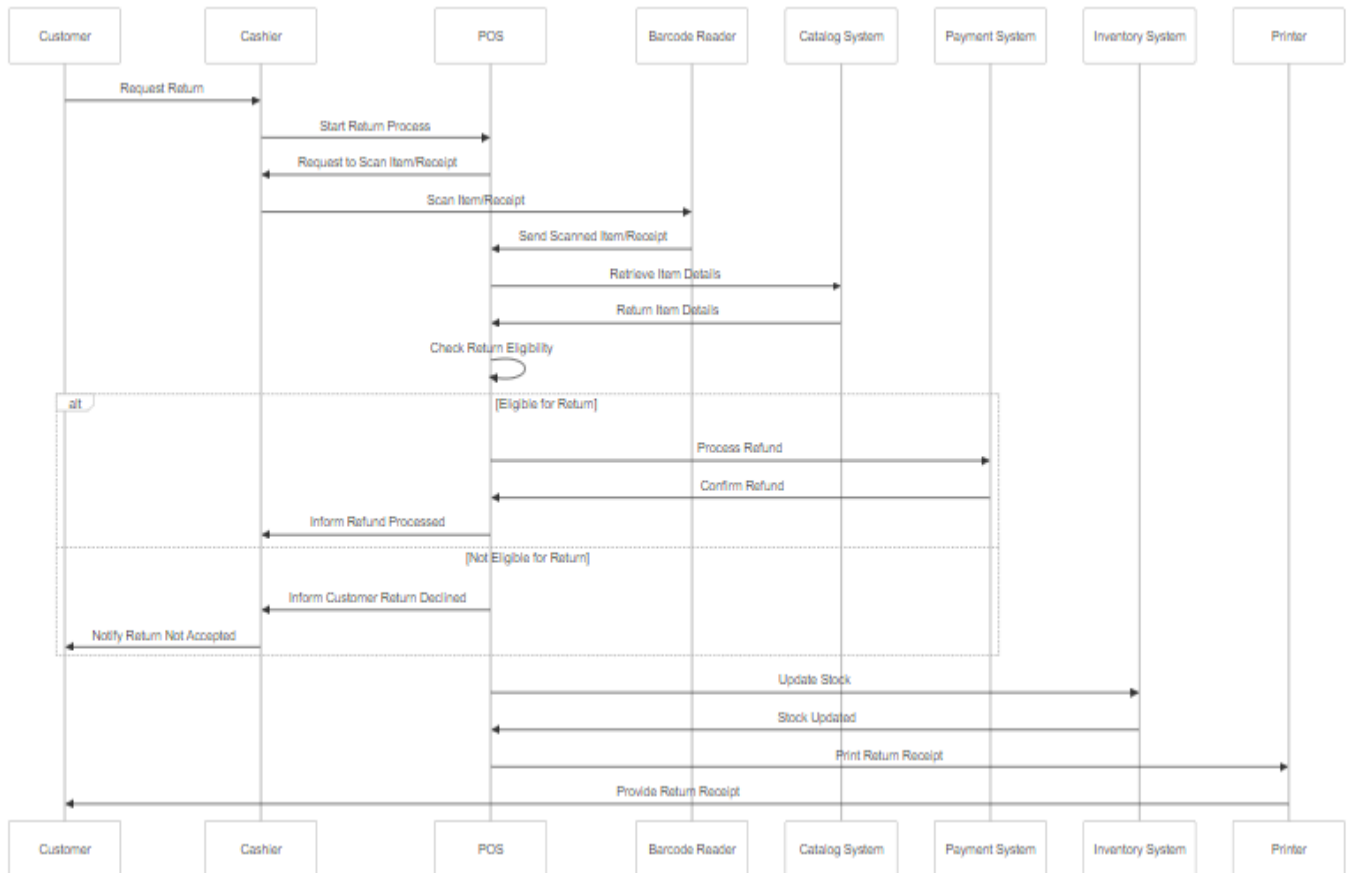 Customer
Cashier
POS
Barcode Reader
Catalog System
Payment System
Inventory System
Printer
Request Return
Start Return Process
Request to Scan Item/Receipt
Scan Item/Receipt
Send Scanned Item/Receipt
Retrieve Item Details
Return Item Details
Check Return Eligibility
alt
[Eligible for Return]
Process Refund
Confirm Refund
Inform Refund Processed
[Not Eligible for Return]
Inform Customer Return Declined
Notify Return Not Accepted
Update Stock
Stock Updated
Print Return Receipt
Provide Return Receipt
Customer
Cashier
POS
Barcode Reader
Catalog System
Payment System
Inventory System
Printer